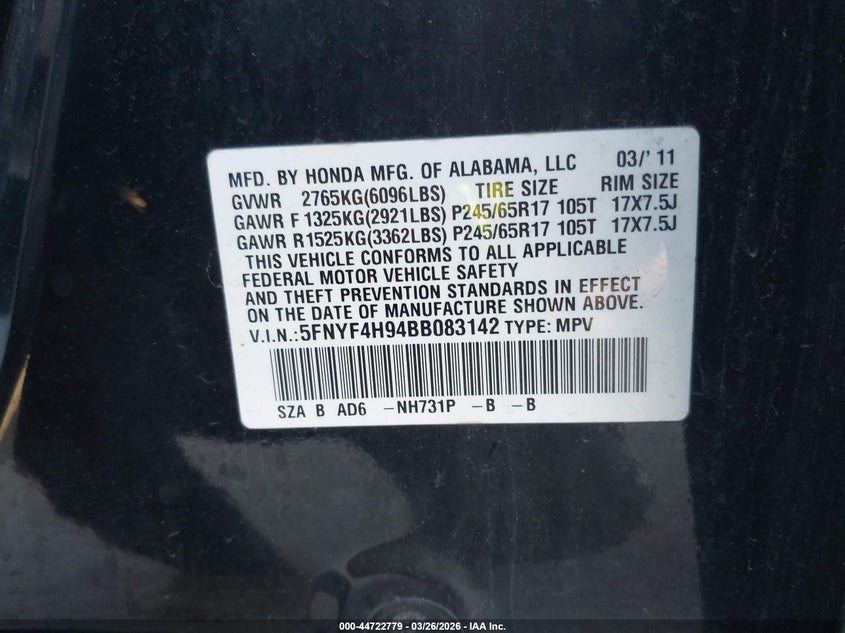 MFD. BY HONDA MFG. OF ALABAMA, LLC 03/' 11
GVWR 2765KG(6096LBS) TIRE SIZE RIM SIZE
GAWR F 1325KG(2921LBS) P245/65R17 105T 17X7.5J
GAWR R1525KG(3362LBS) P245/65R17 105T 17X7.5J
THIS VEHICLE CONFORMS TO ALL APPLICABLE
FEDERAL MOTOR VEHICLE SAFETY
AND THEFT PREVENTION STANDARDS IN EFFECT
ON THE DATE OF MANUFACTURE SHOWN ABOVE.
V.I.N.:5FNYF4H94BB083142 TYPE: MPV
SZA B AD6 -NH731P -B -B
000-44722779 - 03/26/2026 - IAA Inc.